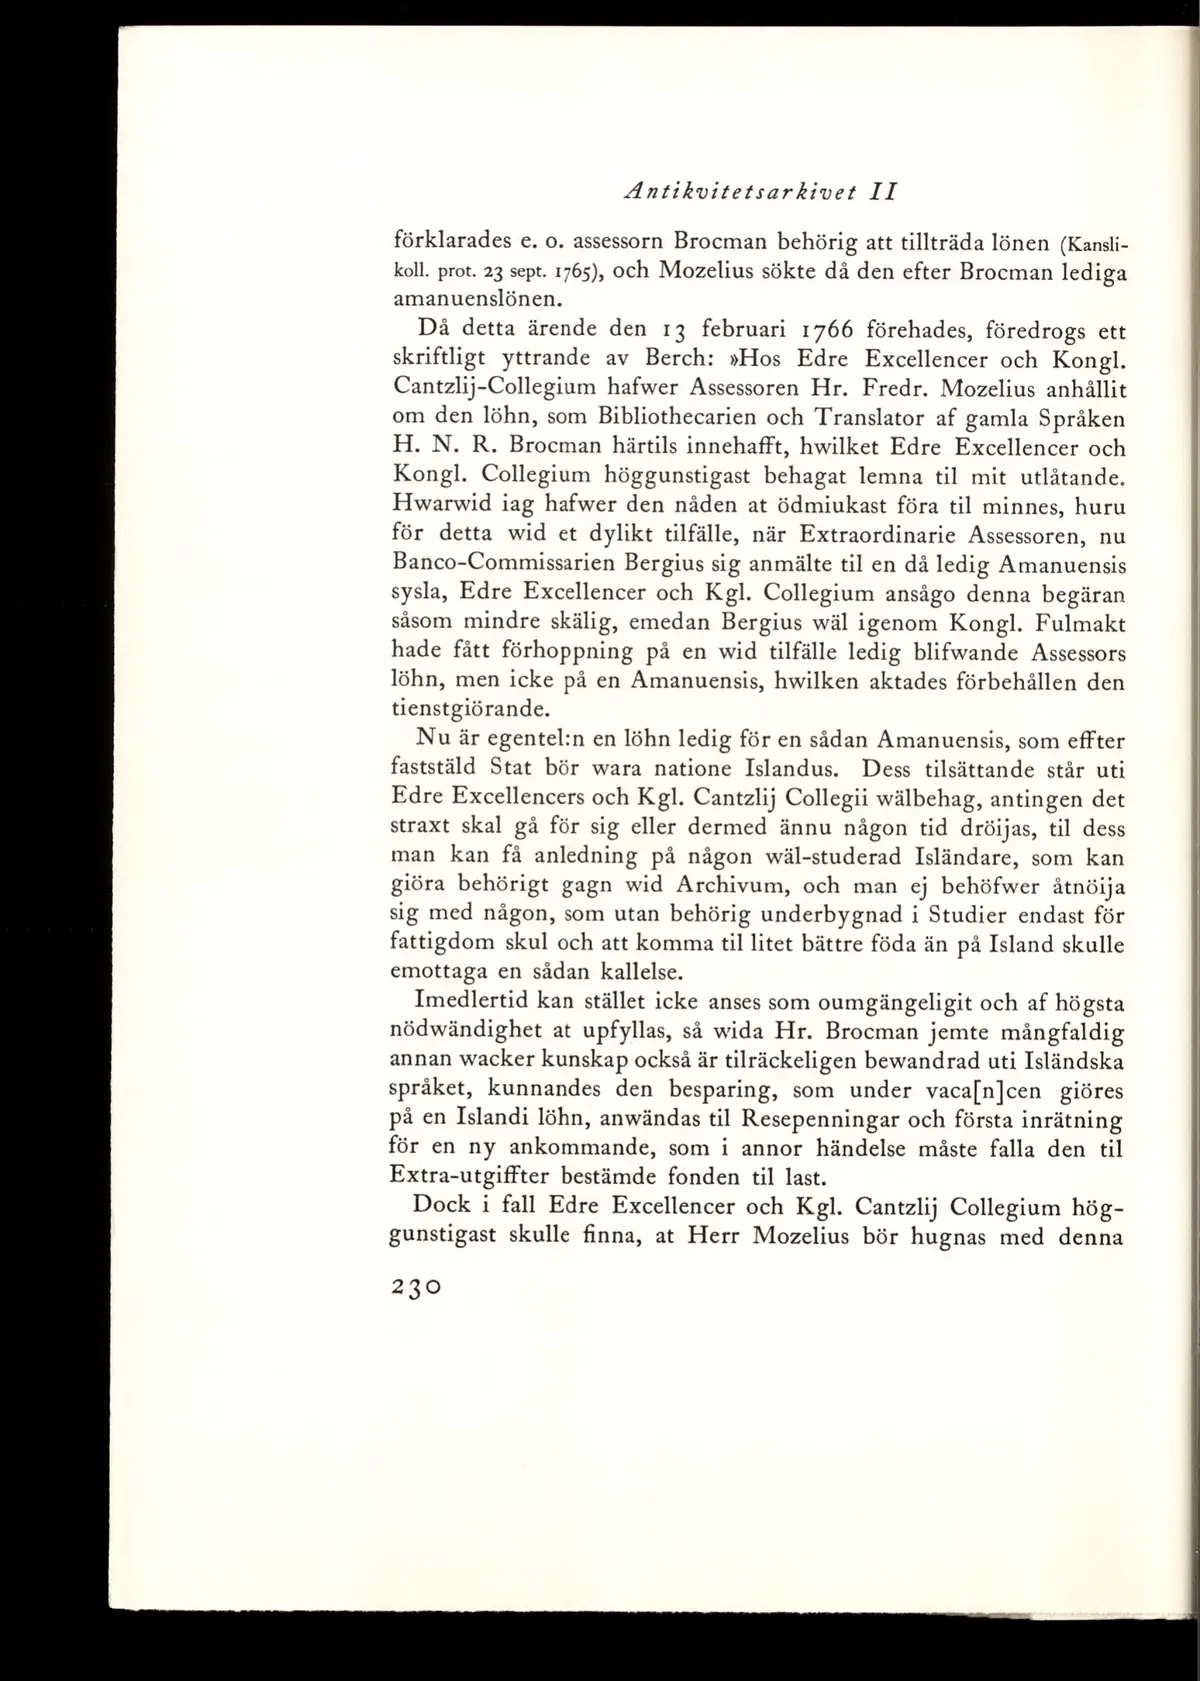 Antikvitetsarkivet II
förklarades e. o. assessorn Brocman behörig att tillträda lönen (Kansli-
koll. prot. 23 sept. 1765), och Mozelius sökte då den efter Brocman lediga
amanuenslönen.
Då detta ärende den 13 februari 1766 förehades, föredrogs ett
skriftligt yttrande av Berch: »Hos Edre Excellencer och Kongl.
Cantzlij-Collegium hafwer Assessoren Hr. Fredr. Mozelius anhållit
om den löhn, som Bibliothecarien och Translator af gamla Språken
H. N. R. Brocman härtils innehafft, hwilket Edre Excellencer och
Kongl. Collegium höggunstigast behagat lemna til mit utlåtande.
Hwarwid iag hafwer den nåden at ödmiukast föra til minnes, huru
för detta wid et dylikt tilfälle, när Extraordinarie Assessoren, nu
Banco-Commissarien Bergius sig anmälte til en då ledig Amanuensis
sysla, Edre Excellencer och Kgl. Collegium ansågo denna begäran
såsom mindre skälig, emedan Bergius wäl igenom Kongl. Fulmakt
hade fått förhoppning på en wid tilfälle ledig blifwande Assessors
löhn, men icke på en Amanuensis, hwilken aktades förbehållen den
tienstgiörande.
Nu är egentel:n en löhn ledig för en sådan Amanuensis, som effter
faststäld Stat bör wara natione Islandus. Dess tilsättande står uti
Edre Excellencers och Kgl. Cantzlij Collegii wälbehag, antingen det
straxt skal gå för sig eller dermed ännu någon tid dröijas, til dess
man kan få anledning på någon wäl-studerad Isländare, som kan
giöra behörigt gagn wid Archivum, och man ej behöfwer åtnöija
sig med någon, som utan behörig underbygnad i Studier endast för
fattigdom skul och att komma til litet bättre föda än på Island skulle
emottaga en sådan kallelse.
Imedlertid kan stället icke anses som oumgängeligit och af högsta
nödwändighet at upfyllas, så wida Hr. Brocman jemte mångfaldig
annan wacker kunskap också är tilräckeligen bewandrad uti Isländska
språket, kunnandes den besparing, som under vaca[n]cen giöres
på en Islandi löhn, anwändas til Resepenningar och första inrätning
för en ny ankommande, som i annor händelse måste falla den til
Extra-utgiffter bestämde fonden til last.
Dock i fall Edre Excellencer och Kgl. Cantzlij Collegium hög-
gunstigast skulle finna, at Herr Mozelius bör hugnas med denna
230